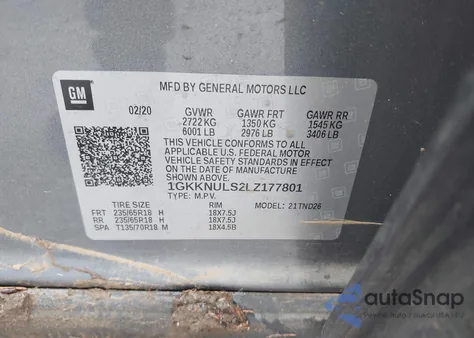 GM
MFD BY GENERAL MOTORS LLC
02/20 GVWR GAWR FRT GAWR RR
2722 KG 1350 KG 1545 KG
6001 LB 2976 LB 3406 LB
THIS VEHICLE CONFORMS TO ALL
APPLICABLE U.S. FEDERAL MOTOR
VEHICLE SAFETY STANDARDS IN EFFECT
ON THE DATE OF MANUFACTURE
SHOWN ABOVE.
1GKKNULS2LZ177801
TYPE: M.P.V. MODEL: 21TND26
TIRE SIZE RIM
FRT 235/65R18 H 18X7.5J
RR 235/65R18 H 18X7.5J
SPA T135/70R18 M 18X4.5B
autaSnap